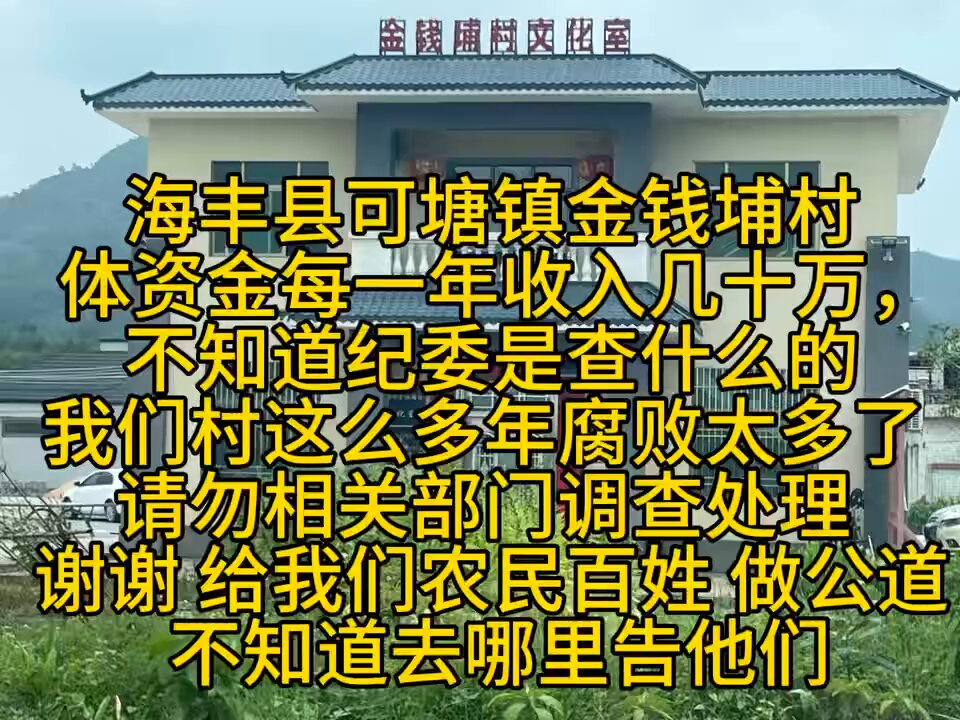 金钱埔村文化室
海丰县可塘镇金钱埔村
体资金每一年收入几十万，
不知道纪委是查什么的
我们村这么多年腐败太多了
请勿相关部门调查处理
谢谢 给我们农民百姓 做公道
不知道去哪里告他们